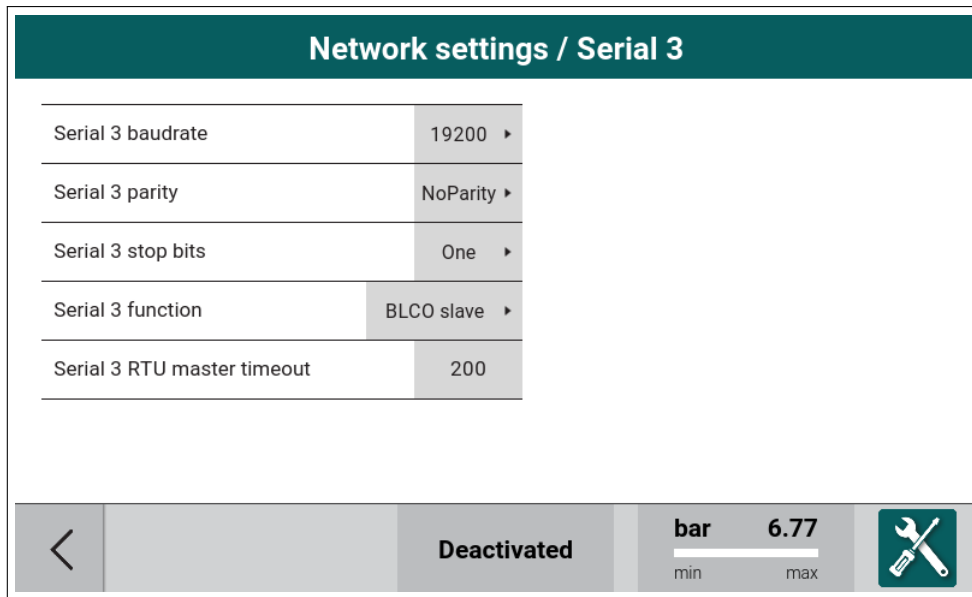 Network settings / Serial 3
Serial 3 baudrate 19200
Serial 3 parity NoParity
Serial 3 stop bits One
Serial 3 function BLCO slave
Serial 3 RTU master timeout 200
Deactivated
bar 6.77
min max